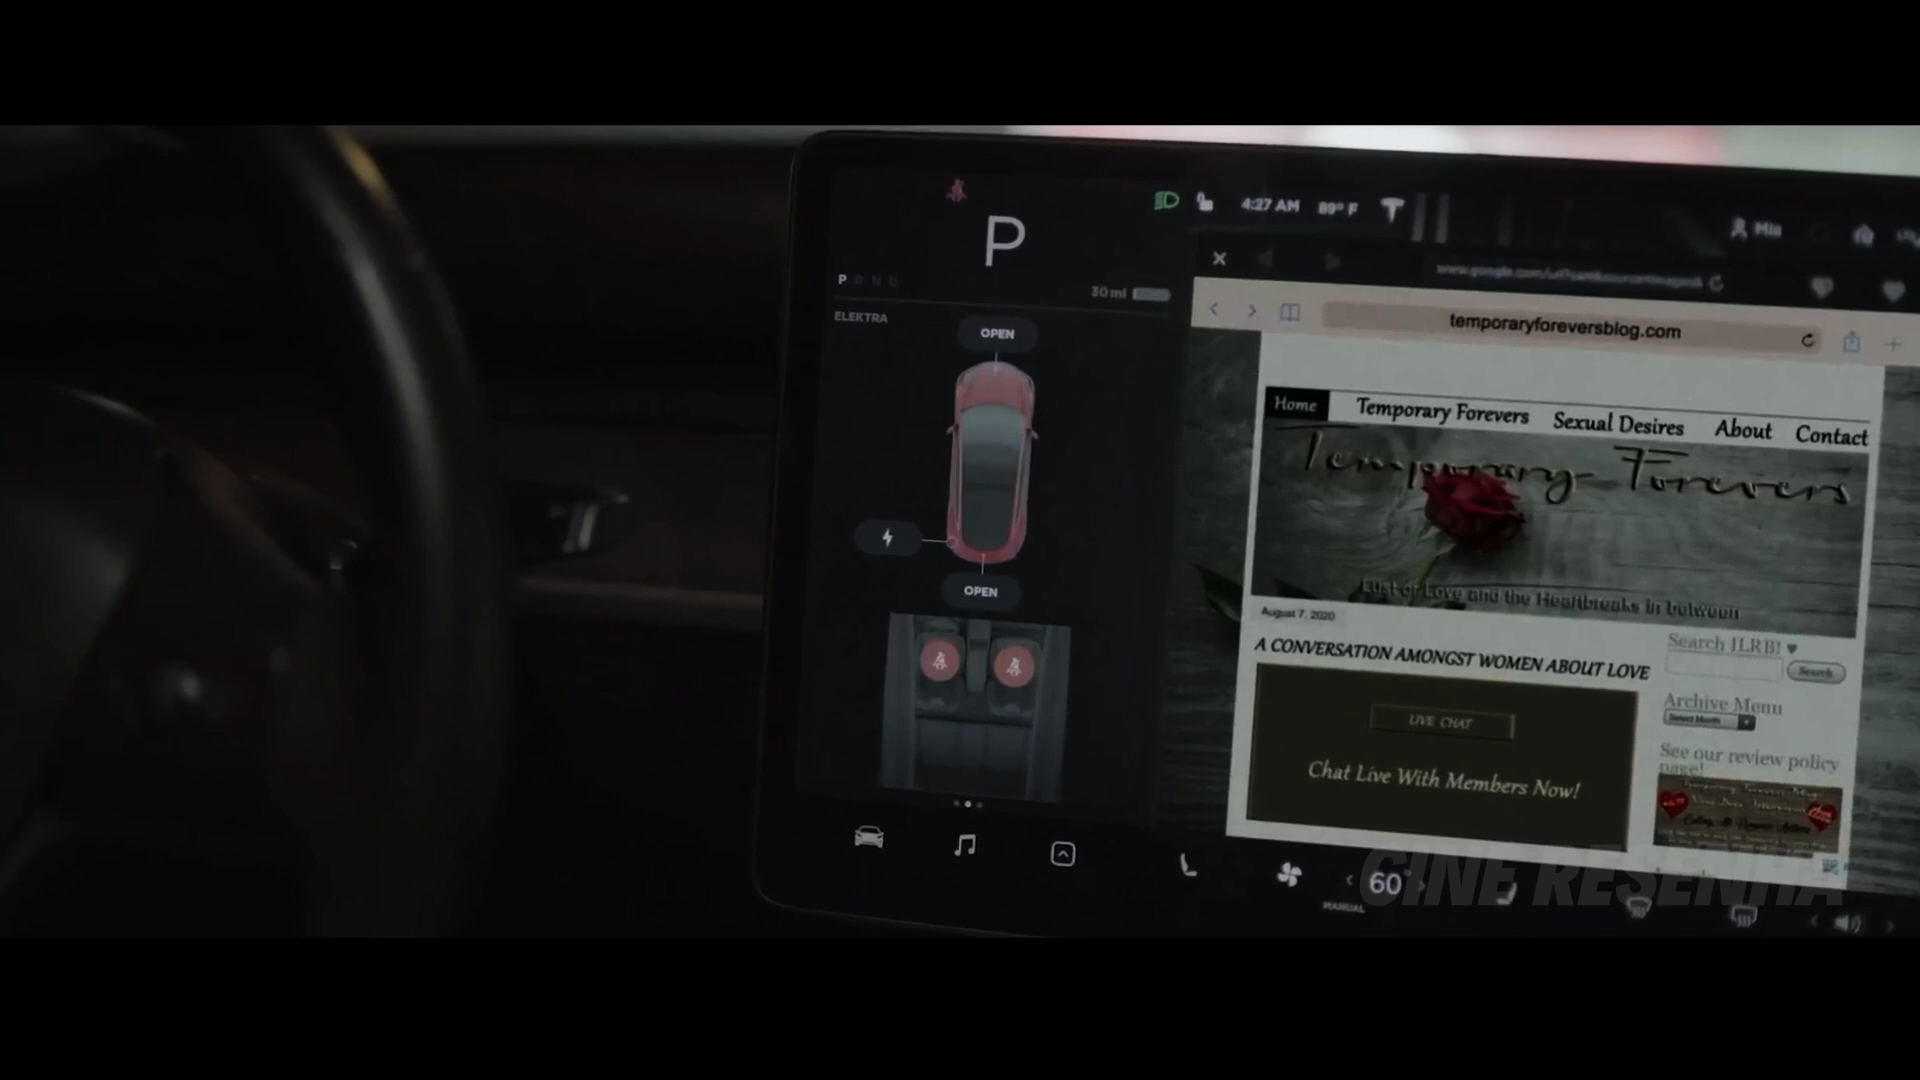 P
4:27 AM 89° F
Mia
LTE
P R N D
30 mi
ELEKTRA
OPEN
OPEN
temporaryforeversblog.com
Home Temporary Forevers Sexual Desires About Contact
Temporary Forevers
Lust or Love and the Heartbreaks in between
August 7, 2020
A CONVERSATION AMONGST WOMEN ABOUT LOVE
LIVE CHAT
Chat Live With Members Now!
Search ILRB! ♥
Search
Archive Menu
Select Month
See our review policy
page!
60
MANUAL
CINE RESENHA